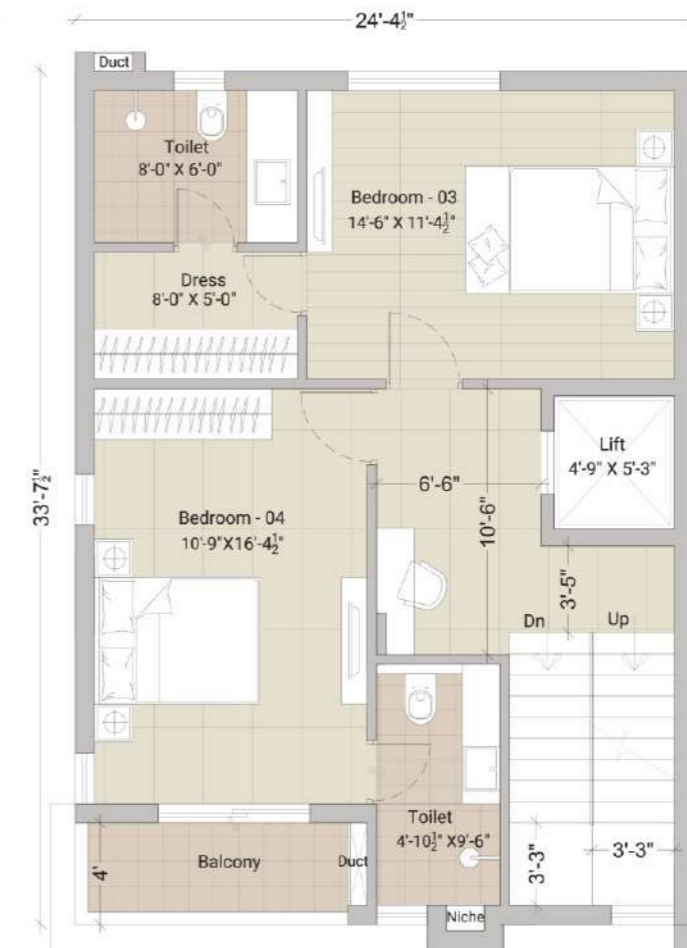 24'-4½"
Duct
Toilet
8'-0" X 6'-0"
Bedroom - 03
14'-6" X 11'-4½"
Dress
8'-0" X 5'-0"
33'-7½"
Lift
4'-9" X 5'-3"
6'-6"
10'-6"
Bedroom - 04
10'-9"X16'-4½"
3'-5"
Dn
Up
Toilet
4'-10½" X9'-6"
3'-3"
3'-3"
4'
Balcony
Duct
Niche